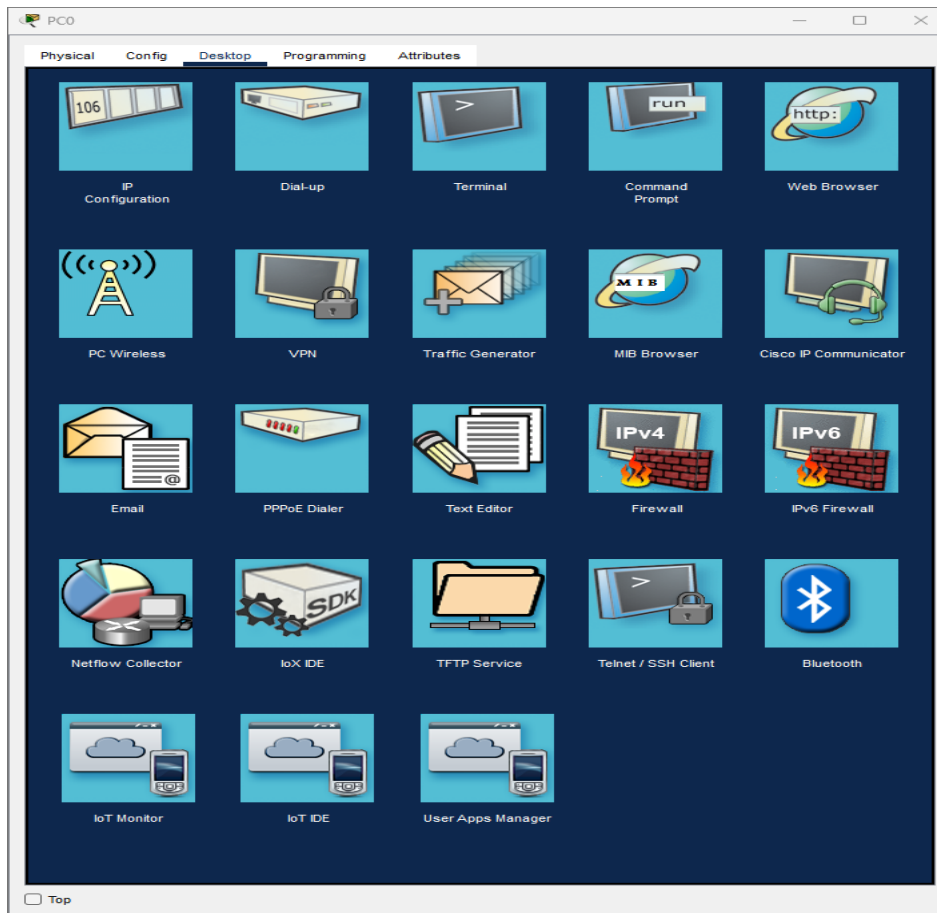 PC0
Physical Config Desktop Programming Attributes
106
>
run
http:
IP
Configuration
Dial-up
Terminal
Command
Prompt
Web Browser
MIB
PC Wireless
VPN
Traffic Generator
MIB Browser
Cisco IP Communicator
@
IPv4
IPv6
Email
PPPoE Dialer
Text Editor
Firewall
IPv6 Firewall
SDK
>
Netflow Collector
IoX IDE
TFTP Service
Telnet / SSH Client
Bluetooth
IoT Monitor
IoT IDE
User Apps Manager
Top